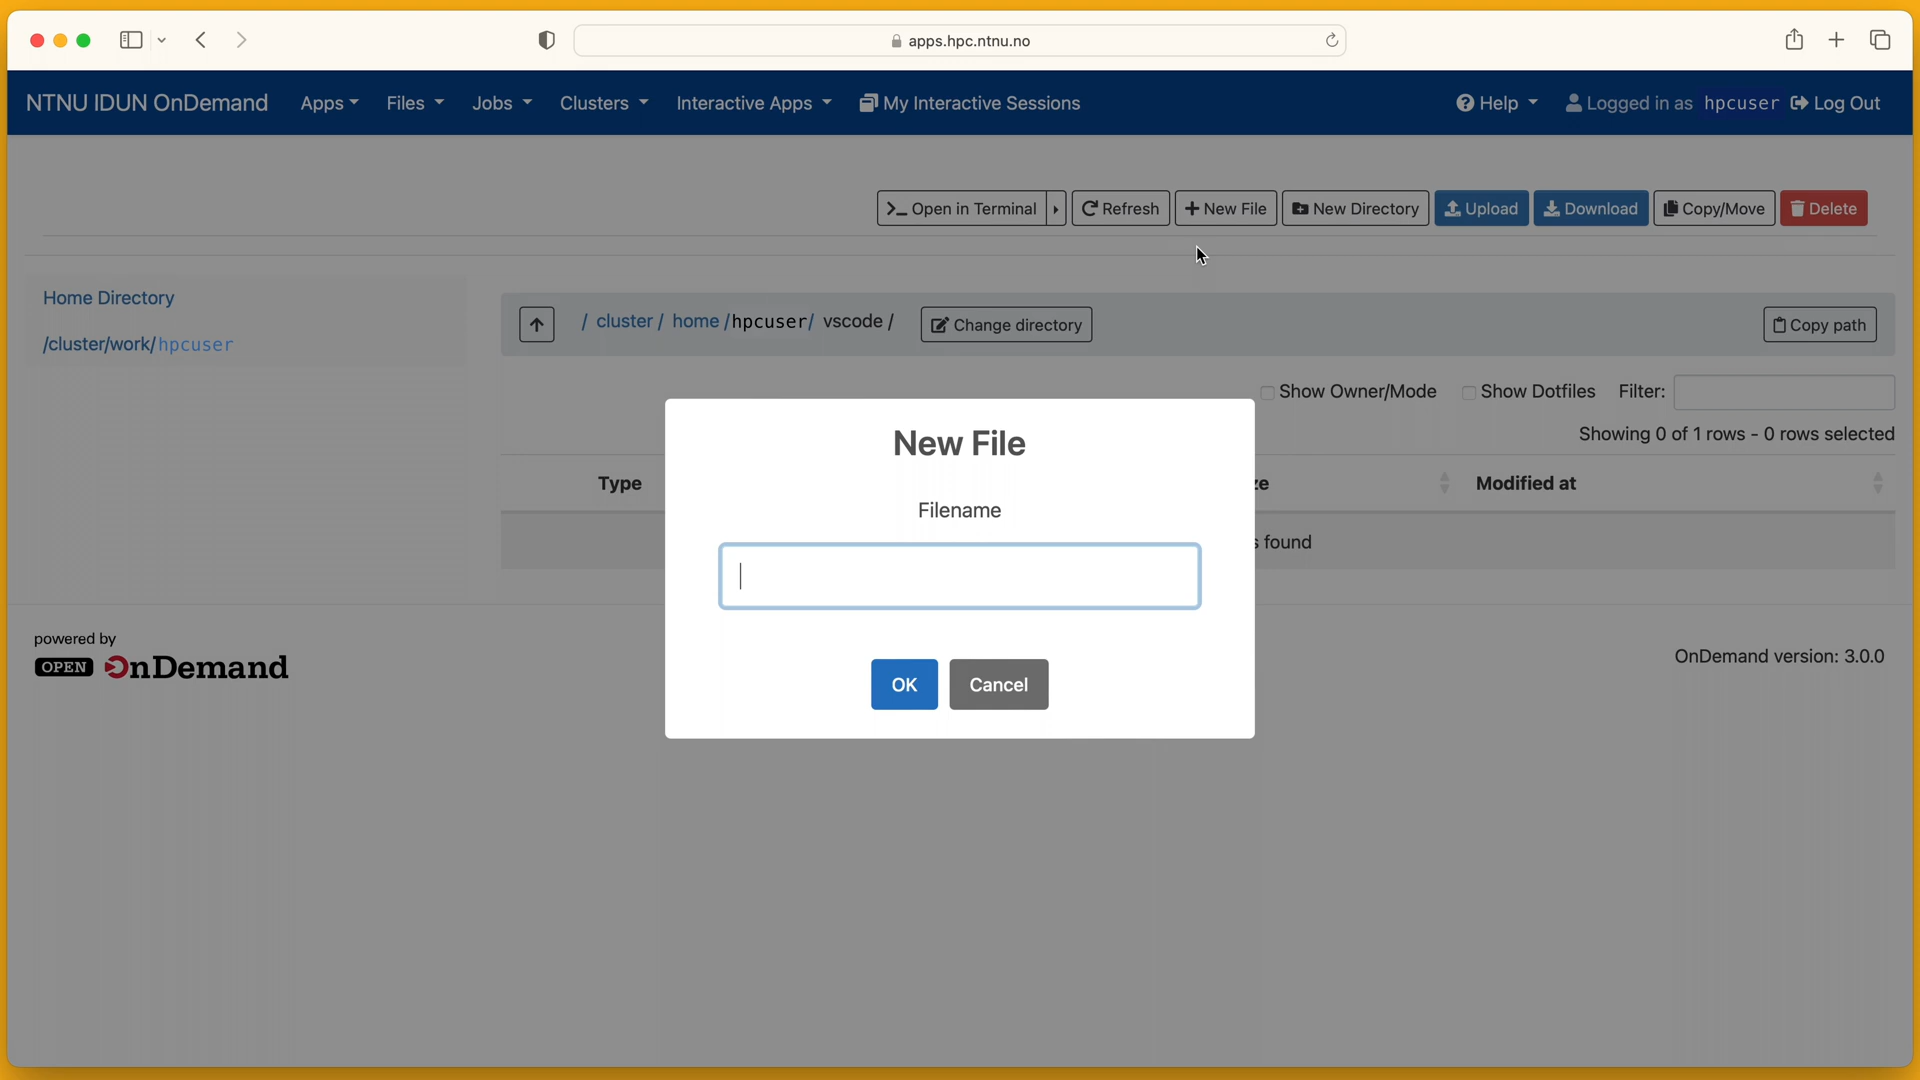 apps.hpc.ntnu.no
NTNU IDUN OnDemand Apps Files Jobs Clusters Interactive Apps My Interactive Sessions Help Logged in as hpcuser Log Out
>_ Open in Terminal Refresh + New File New Directory Upload Download Copy/Move Delete
Home Directory
/cluster/work/hpcuser
/ cluster / home /hpcuser/ vscode / Change directory Copy path
Show Owner/Mode Show Dotfiles Filter:
Showing 0 of 1 rows - 0 rows selected
Type Modified at
found
New File
Filename
OK Cancel
powered by
OPEN OnDemand
OnDemand version: 3.0.0